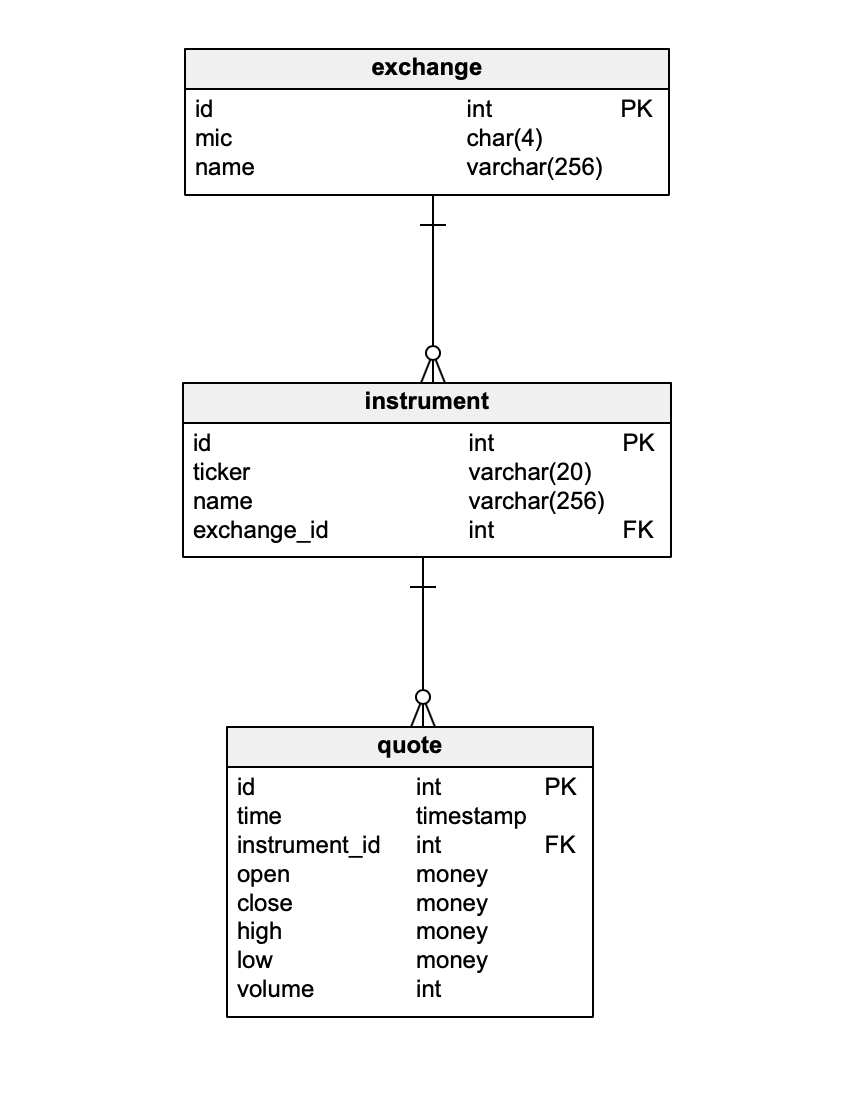 exchange
id int PK
mic char(4)
name varchar(256)
instrument
id int PK
ticker varchar(20)
name varchar(256)
exchange_id int FK
quote
id int PK
time timestamp
instrument_id int FK
open money
close money
high money
low money
volume int